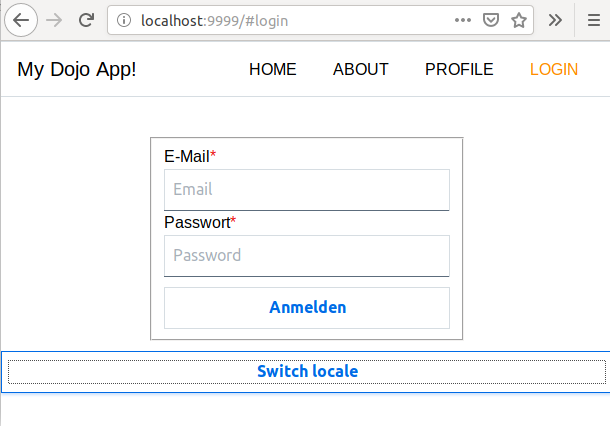 localhost:9999/#login
My Dojo App! HOME ABOUT PROFILE LOGIN
E-Mail*
Email
Passwort*
Password
Anmelden
Switch locale